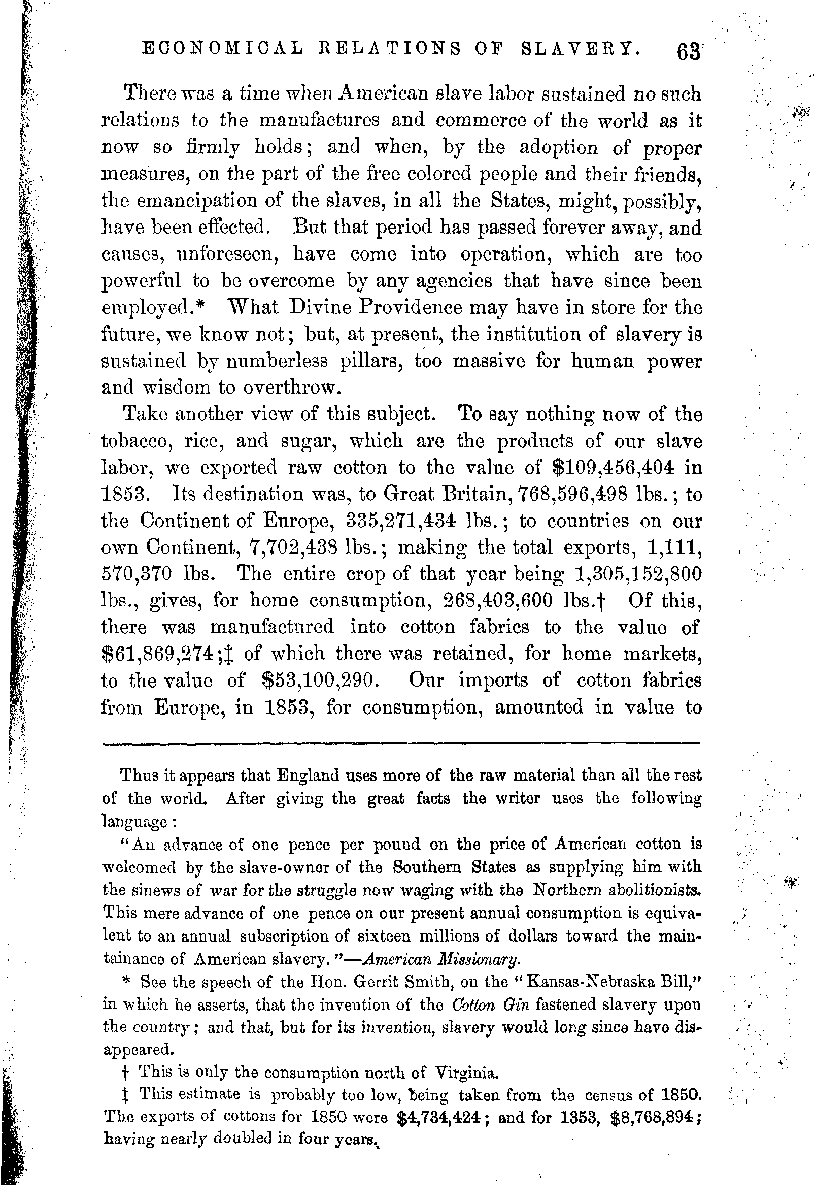 ECONOMICAL RELATIONS OF SLAVERY. 63
There was a time when American slave labor sustained no such
relations to the manufactures and commerce of the world as it
now so firmly holds; and when, by the adoption of proper
measures, on the part of the free colored people and their friends,
the emancipation of the slaves, in all the States, might, possibly,
have been effected. But that period has passed forever away, and
causes, unforeseen, have come into operation, which are too
powerful to be overcome by any agencies that have since been
employed.* What Divine Providence may have in store for the
future, we know not; but, at present, the institution of slavery is
sustained by numberless pillars, too massive for human power
and wisdom to overthrow.
Take another view of this subject. To say nothing now of the
tobacco, rice, and sugar, which are the products of our slave
labor, we exported raw cotton to the value of $109,456,404 in
1853. Its destination was, to Great Britain, 768,596,498 lbs.; to
the Continent of Europe, 335,271,434 lbs.; to countries on our
own Continent, 7,702,438 lbs.; making the total exports, 1,111,
570,370 lbs. The entire crop of that year being 1,305,152,800
lbs., gives, for home consumption, 268,403,600 lbs.† Of this,
there was manufactured into cotton fabrics to the value of
$61,869,274;‡ of which there was retained, for home markets,
to the value of $53,100,290. Our imports of cotton fabrics
from Europe, in 1853, for consumption, amounted in value to
Thus it appears that England uses more of the raw material than all the rest
of the world. After giving the great facts the writer uses the following
language:
"An advance of one pence per pound on the price of American cotton is
welcomed by the slave-owner of the Southern States as supplying him with
the sinews of war for the struggle now waging with the Northern abolitionists.
This mere advance of one pence on our present annual consumption is equiva-
lent to an annual subscription of sixteen millions of dollars toward the main-
tainance of American slavery."—American Missionary.
* See the speech of the Hon. Gerrit Smith, on the "Kansas-Nebraska Bill,"
in which he asserts, that the invention of the Cotton Gin fastened slavery upon
the country; and that, but for its invention, slavery would long since have dis-
appeared.
† This is only the consumption north of Virginia.
‡ This estimate is probably too low, being taken from the census of 1850.
The exports of cottons for 1850 were $4,734,424; and for 1353, $8,768,894;
having nearly doubled in four years.